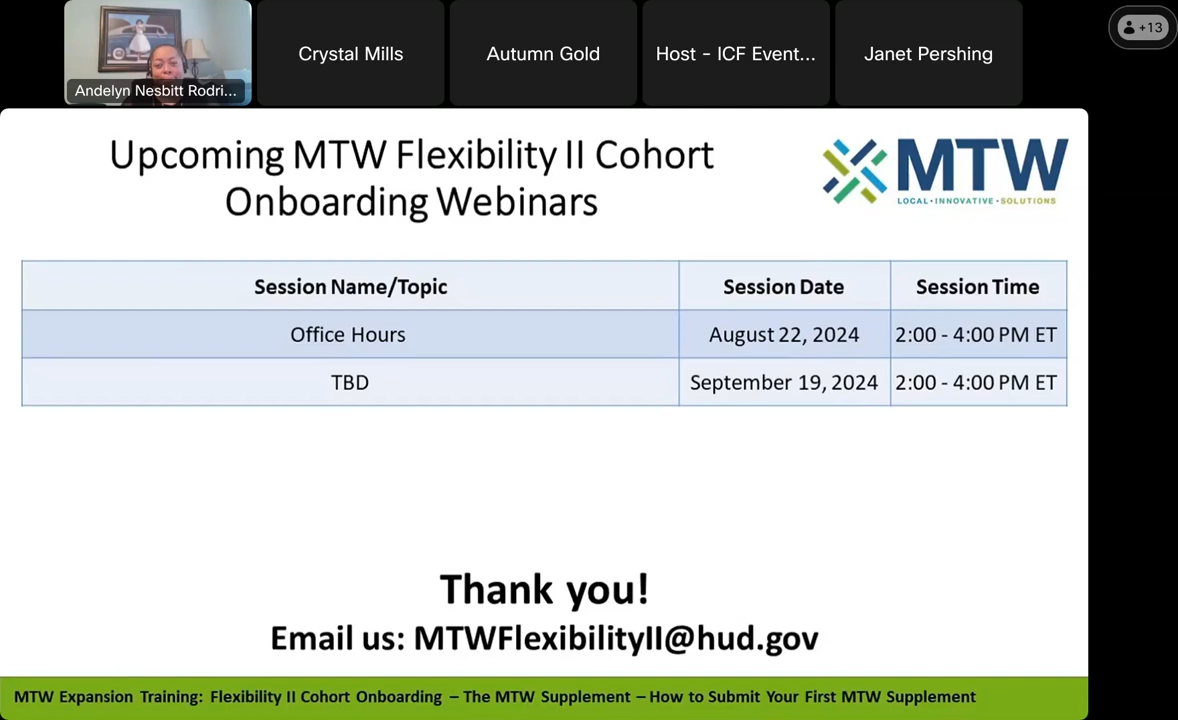 Andelyn Nesbitt Rodri...
Crystal Mills
Autumn Gold
Host - ICF Event...
Janet Pershing
+13
Upcoming MTW Flexibility II Cohort
Onboarding Webinars
MTW
LOCAL • INNOVATIVE • SOLUTIONS
Session Name/Topic Session Date Session Time
Office Hours August 22, 2024 2:00 - 4:00 PM ET
TBD September 19, 2024 2:00 - 4:00 PM ET
Thank you!
Email us: MTWFlexibilityII@hud.gov
MTW Expansion Training: Flexibility II Cohort Onboarding – The MTW Supplement – How to Submit Your First MTW Supplement